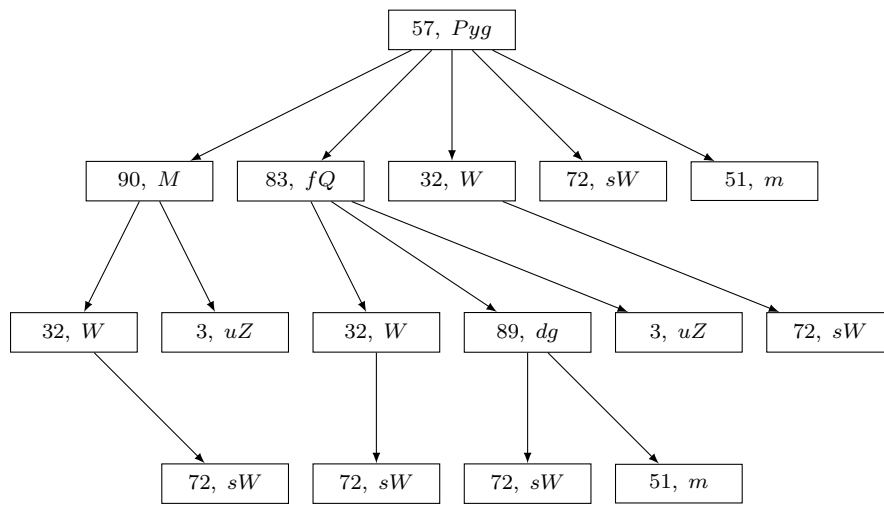 57, Pyg
90, M
83, fQ
32, W
72, sW
51, m
32, W
3, uZ
32, W
89, dg
3, uZ
72, sW
72, sW
72, sW
72, sW
51, m